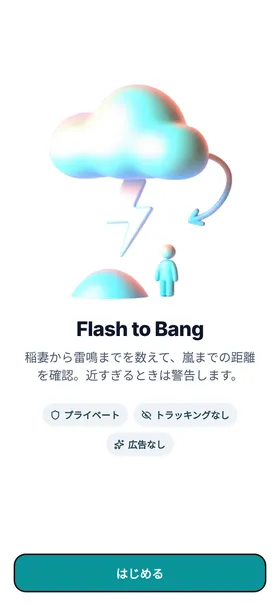 Flash to Bang
稲妻から雷鳴までを数えて、嵐までの距離
を確認。近すぎるときは警告します。
プライベート
トラッキングなし
広告なし
はじめる